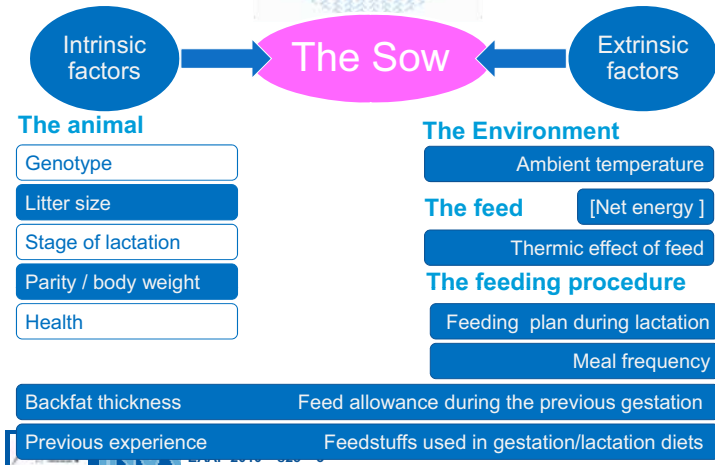 Intrinsic
factors
The Sow
Extrinsic
factors
The animal
Genotype
Litter size
Stage of lactation
Parity / body weight
Health
The Environment
Ambient temperature
The feed
[Net energy ]
Thermic effect of feed
The feeding procedure
Feeding plan during lactation
Meal frequency
Backfat thickness Feed allowance during the previous gestation
Previous experience Feedstuffs used in gestation/lactation diets